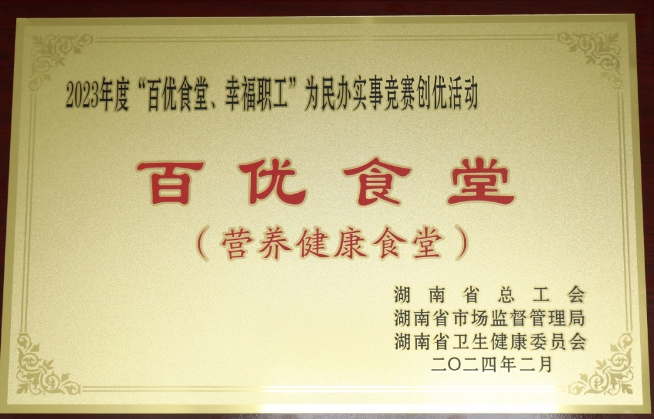 2023年度“百优食堂、幸福职工”为民办实事竞赛创优活动
百优食堂
（营养健康食堂）
湖南省总工会
湖南省市场监督管理局
湖南省卫生健康委员会
二〇二四年二月